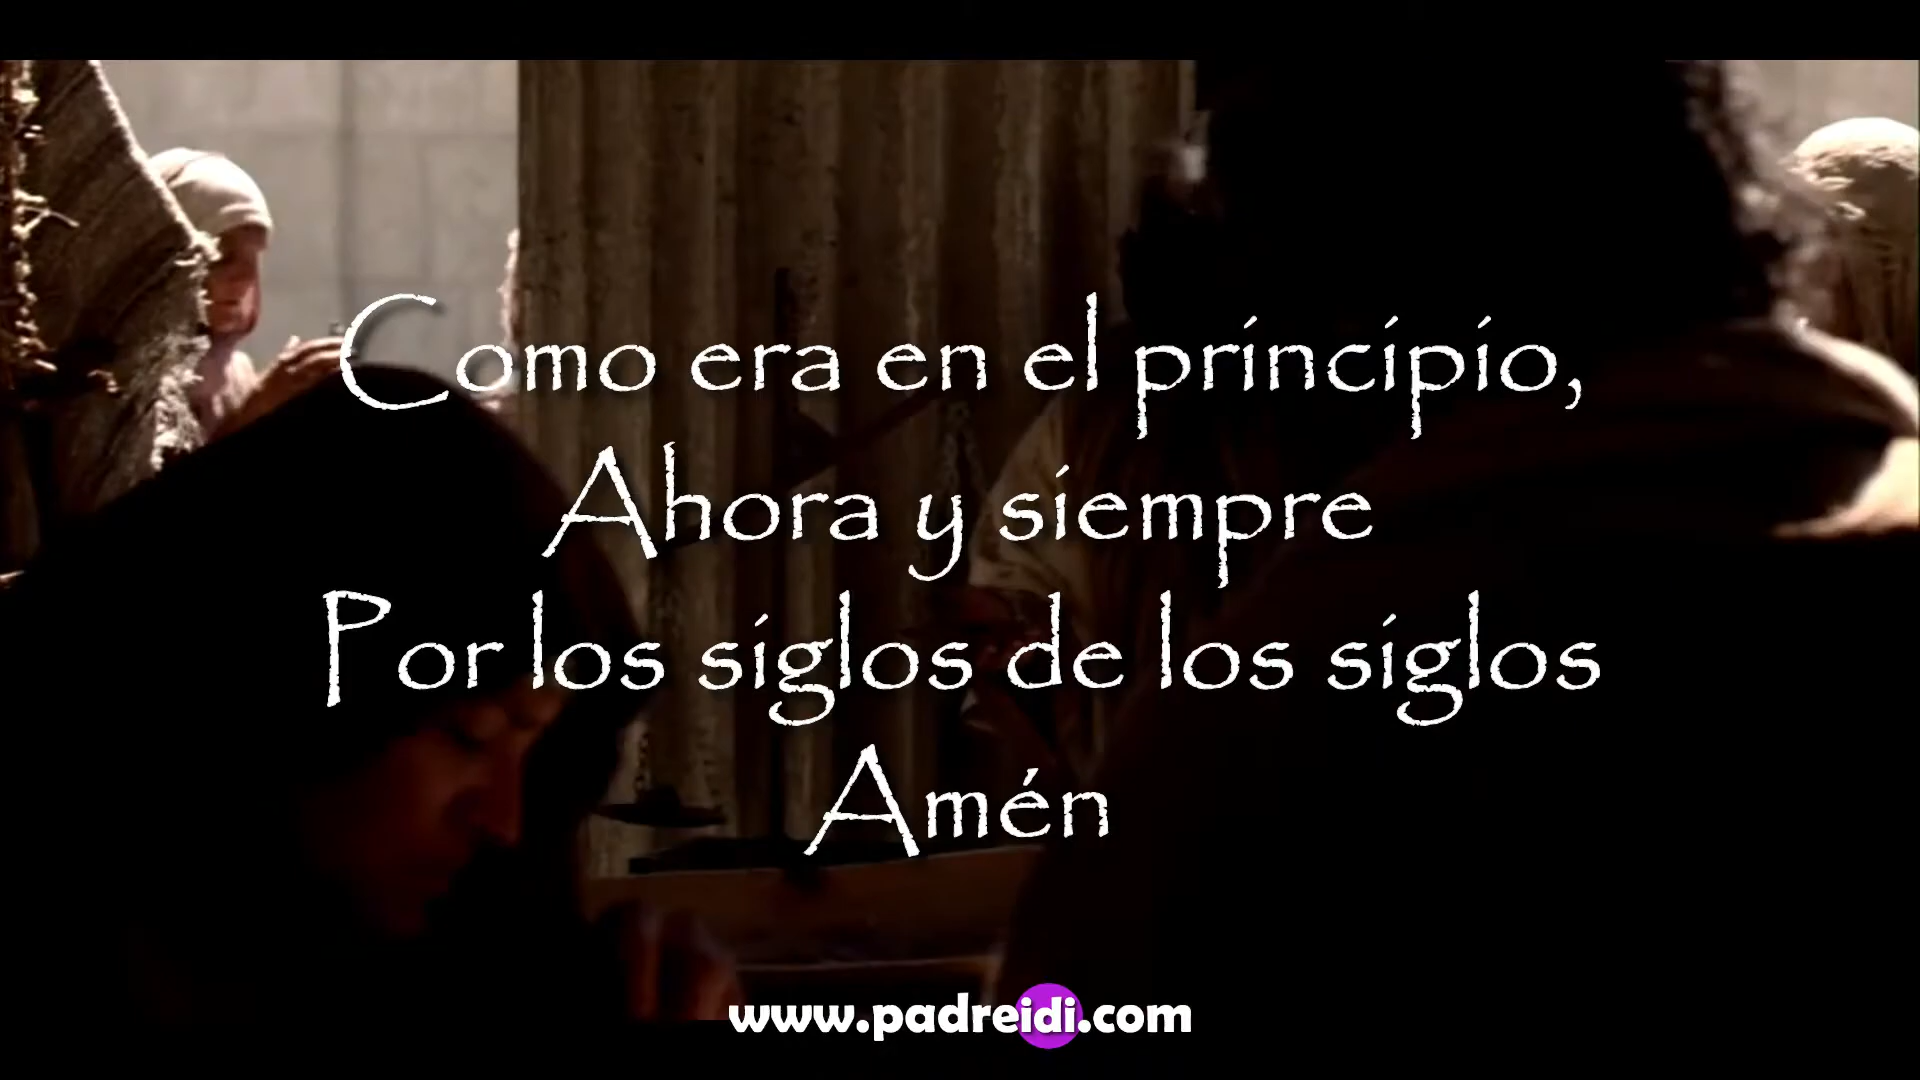 Como era en el principio,
Ahora y siempre
Por los siglos de los siglos
Amén
www.padreidi.com